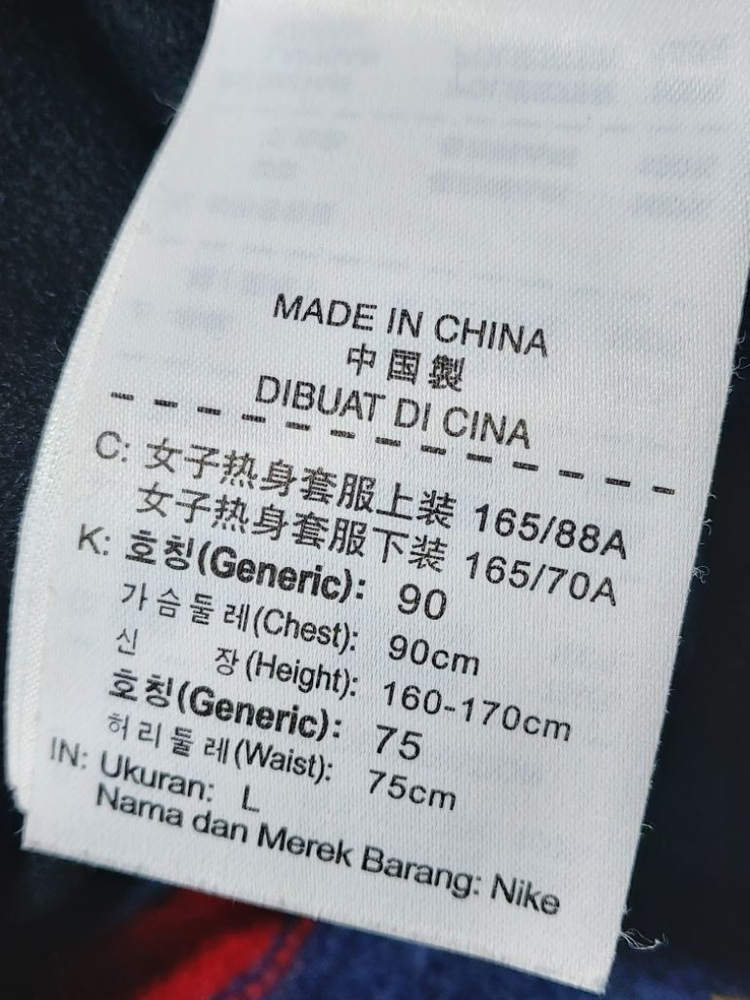 MADE IN CHINA
中国製
DIBUAT DI CINA
C: 女子热身套服上装 165/88A
女子热身套服下装 165/70A
K: 호칭(Generic): 90
가슴둘레(Chest): 90cm
신 장(Height): 160-170cm
호칭(Generic): 75
허리둘레(Waist): 75cm
IN: Ukuran: L
Nama dan Merek Barang: Nike